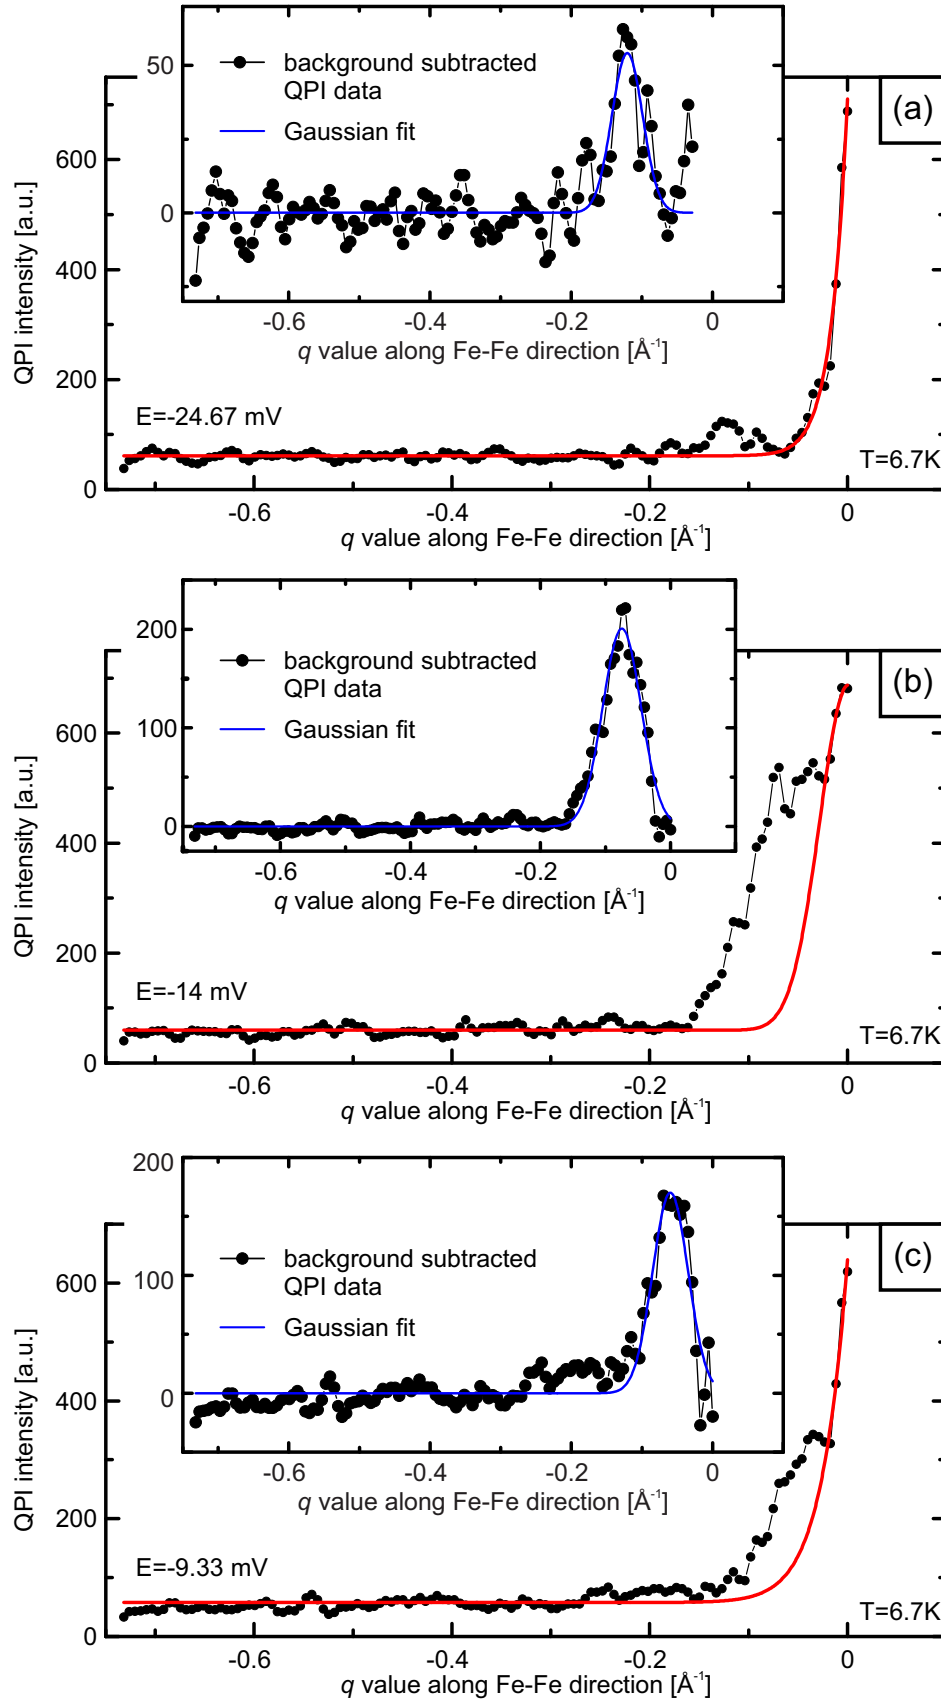 50
0
background subtracted
QPI data
Gaussian fit
-0.6
-0.4
-0.2
0
q value along Fe-Fe direction [Å-1]
(a)
QPI intensity [a.u.]
600
400
200
0
E=-24.67 mV
T=6.7K
-0.6
-0.4
-0.2
0
q value along Fe-Fe direction [Å-1]
200
100
0
background subtracted
QPI data
Gaussian fit
-0.6
-0.4
-0.2
0
q value along Fe-Fe direction [Å-1]
(b)
QPI intensity [a.u.]
600
400
200
0
E=-14 mV
T=6.7K
-0.6
-0.4
-0.2
0
q value along Fe-Fe direction [Å-1]
200
100
0
background subtracted
QPI data
Gaussian fit
-0.6
-0.4
-0.2
0
q value along Fe-Fe direction [Å-1]
(c)
QPI intensity [a.u.]
600
400
200
0
E=-9.33 mV
T=6.7K
-0.6
-0.4
-0.2
0
q value along Fe-Fe direction [Å-1]